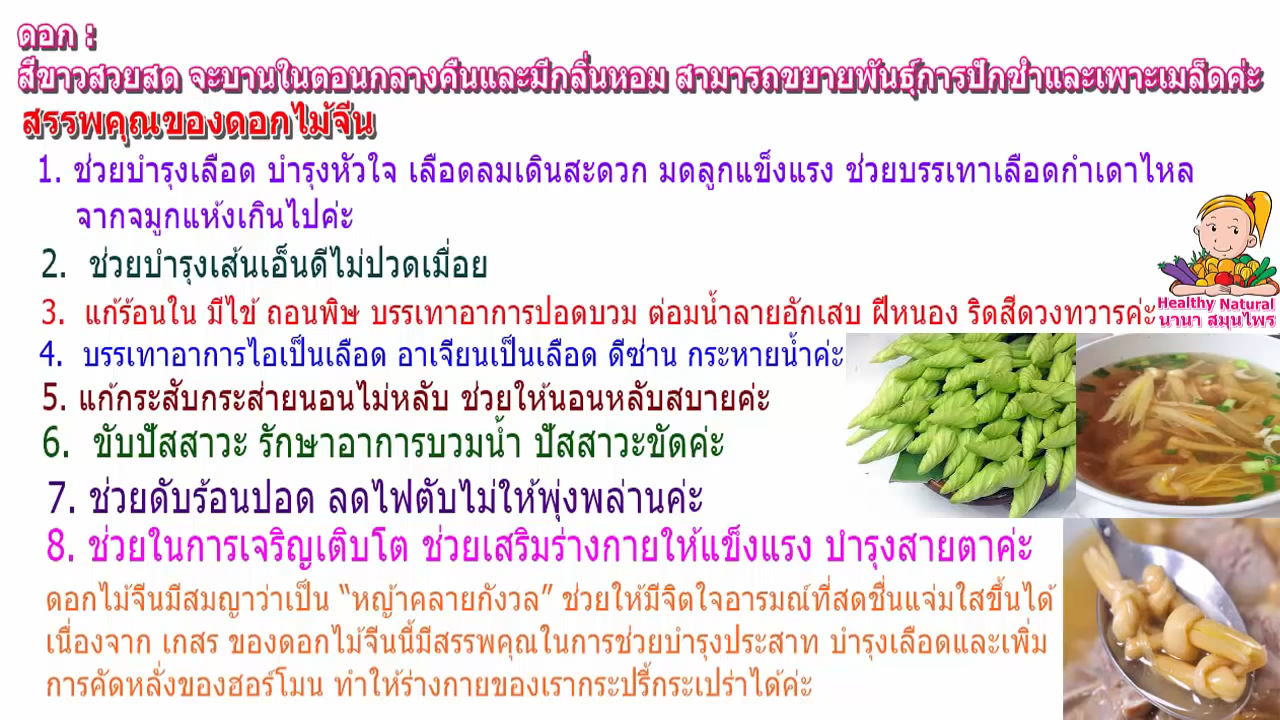 ดอก :
สีขาวสวยสด จะบานในตอนกลางคืนและมีกลิ่นหอม สามารถขยายพันธุ์การปักชำและเพาะเมล็ดค่ะ
สรรพคุณของดอกไม้จีน
1. ช่วยบำรุงเลือด บำรุงหัวใจ เลือดลมเดินสะดวก มดลูกแข็งแรง ช่วยบรรเทาเลือดกำเดาไหล
จากจมูกแห้งเกินไปค่ะ
2. ช่วยบำรุงเส้นเอ็นดีไม่ปวดเมื่อย
3. แก้ร้อนใน มีไข้ ถอนพิษ บรรเทาอาการปอดบวม ต่อมน้ำลายอักเสบ ฝีหนอง ริดสีดวงทวารค่ะ
Healthy Natural
นานา สมุนไพร
4. บรรเทาอาการไอเป็นเลือด อาเจียนเป็นเลือด ดีซ่าน กระหายน้ำค่ะ
5. แก้กระสับกระส่ายนอนไม่หลับ ช่วยให้นอนหลับสบายค่ะ
6. ขับปัสสาวะ รักษาอาการบวมน้ำ ปัสสาวะขัดค่ะ
7. ช่วยดับร้อนปอด ลดไฟตับไม่ให้พุ่งพล่านค่ะ
8. ช่วยในการเจริญเติบโต ช่วยเสริมร่างกายให้แข็งแรง บำรุงสายตาค่ะ
ดอกไม้จีนมีสมญาว่าเป็น “หญ้าคลายกังวล” ช่วยให้มีจิตใจอารมณ์ที่สดชื่นแจ่มใสขึ้นได้
เนื่องจาก เกสร ของดอกไม้จีนนี้มีสรรพคุณในการช่วยบำรุงประสาท บำรุงเลือดและเพิ่ม
การคัดหลั่งของฮอร์โมน ทำให้ร่างกายของเรากระปรี้กระเปร่าได้ค่ะ